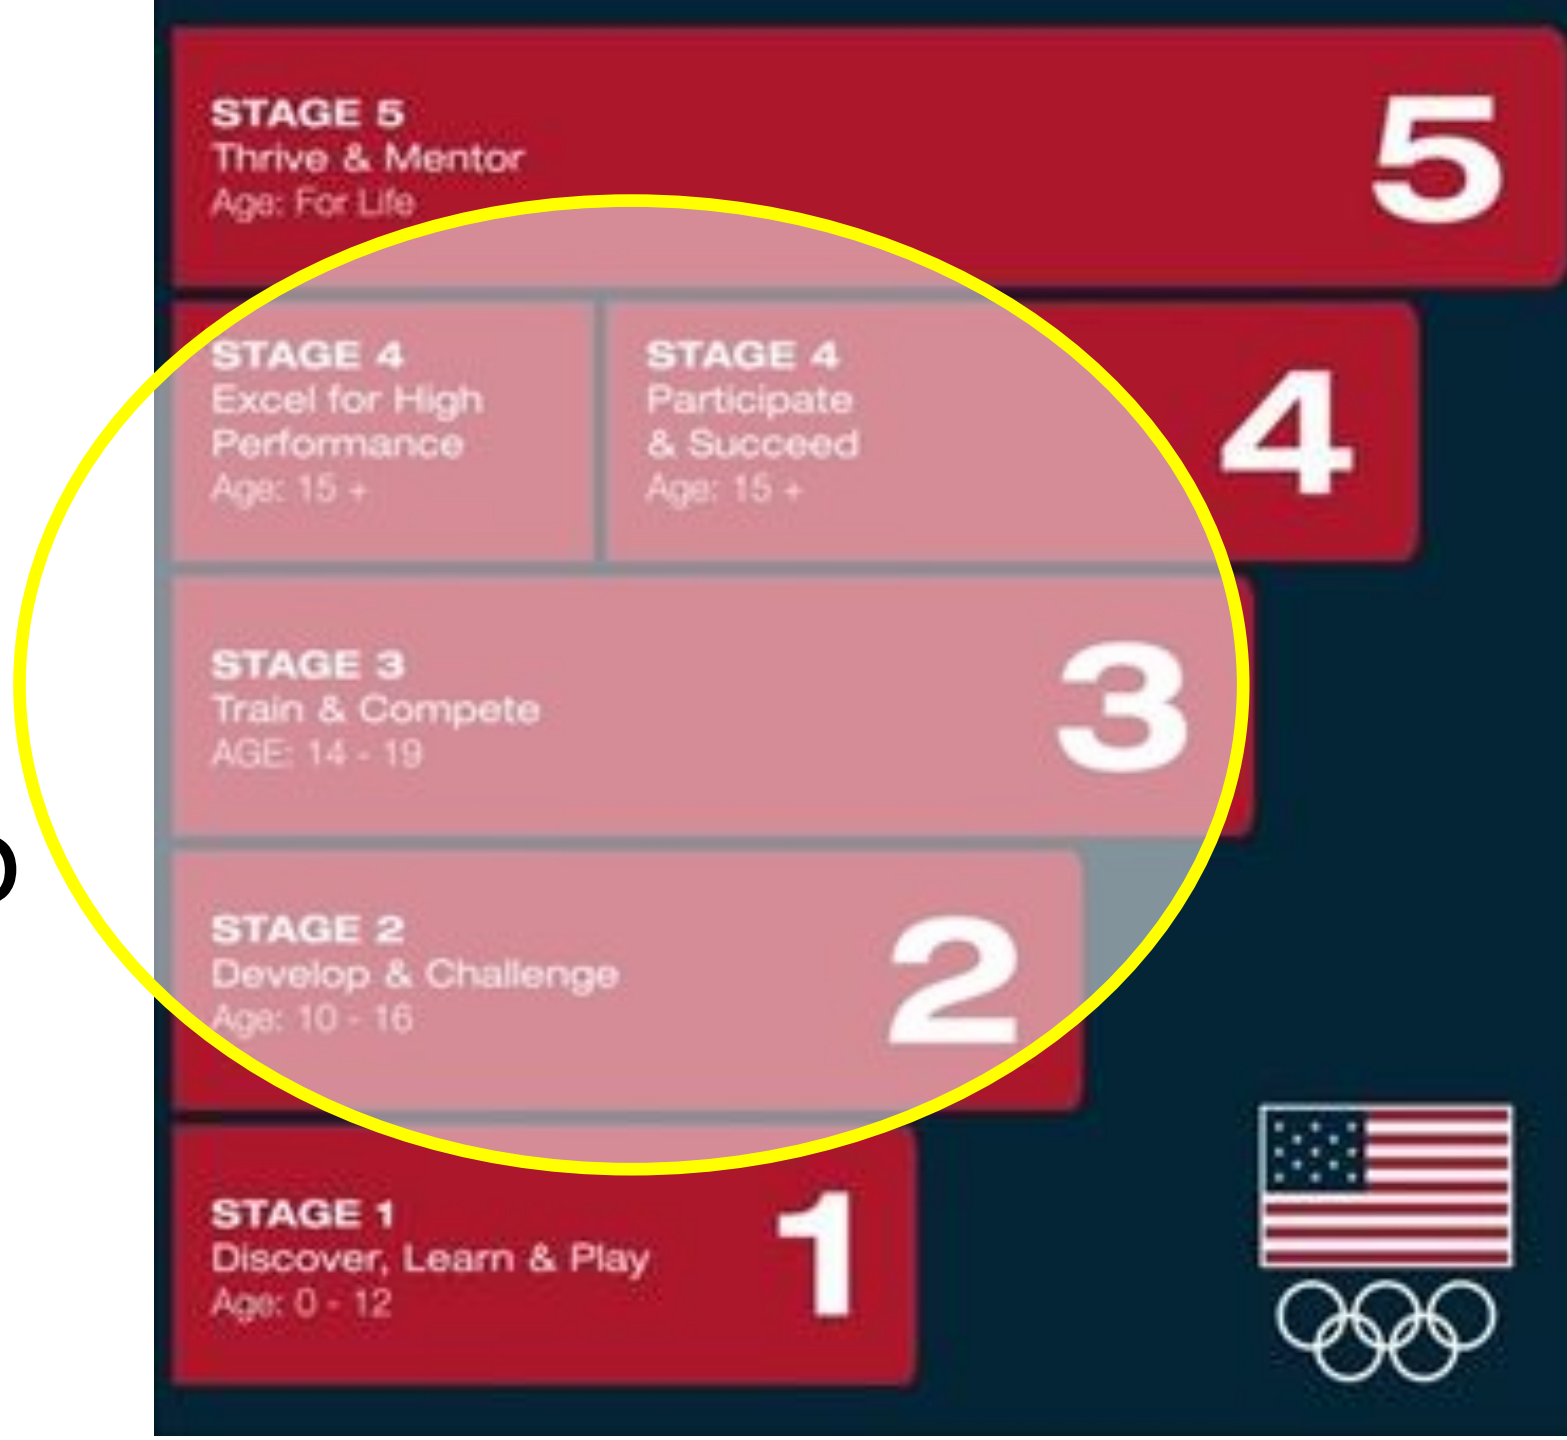 STAGE 5
Thrive & Mentor
Age: For Life
5
STAGE 4
Excel for High
Performance
Age: 15 +
STAGE 4
Participate
& Succeed
Age: 15 +
4
STAGE 3
Train & Compete
AGE: 14 - 19
3
STAGE 2
Develop & Challenge
Age: 10 - 16
2
STAGE 1
Discover, Learn & Play
Age: 0 - 12
1